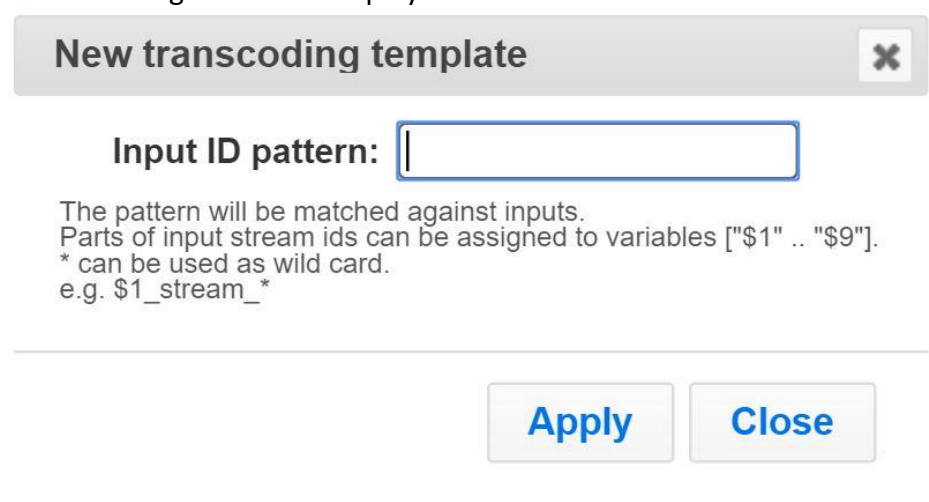 New transcoding template
Input ID pattern:
The pattern will be matched against inputs.
Parts of input stream ids can be assigned to variables ["$1" .. "$9"].
* can be used as wild card.
e.g. $1_stream_*
Apply Close